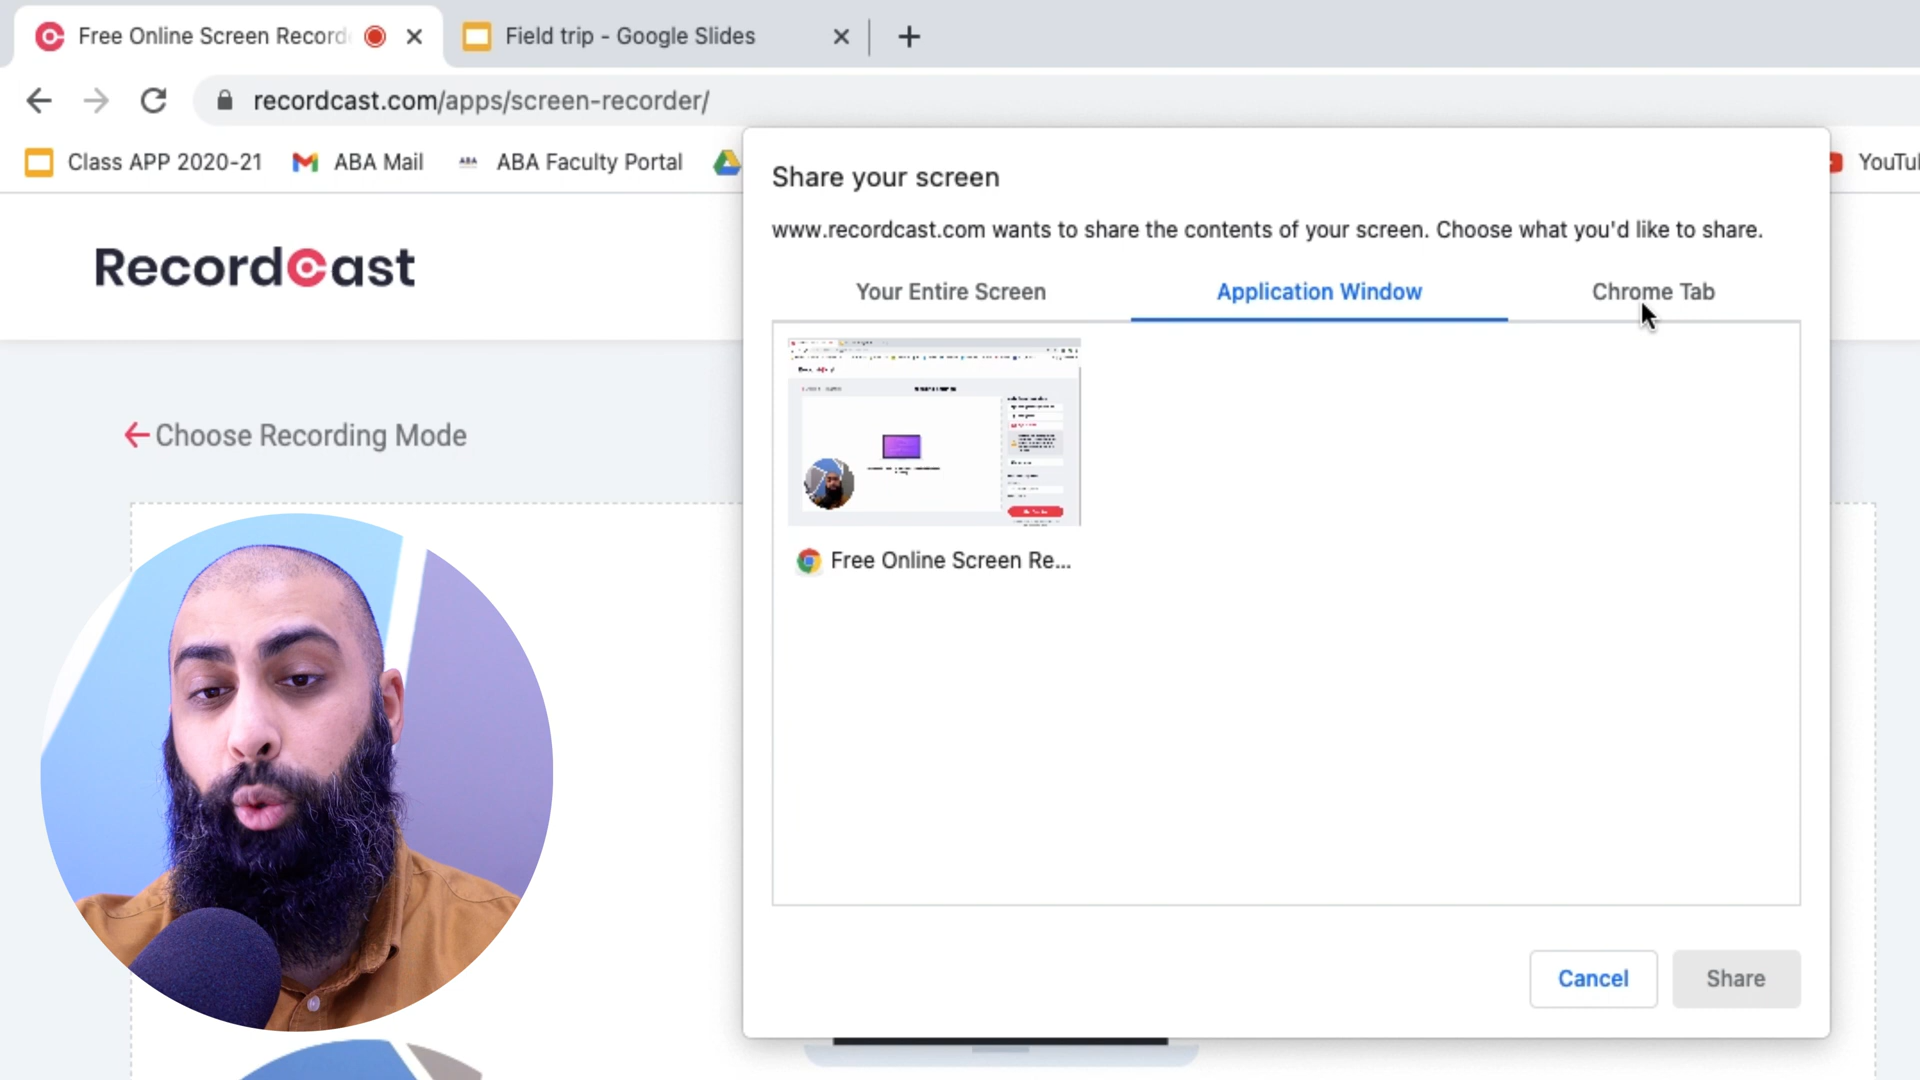 Free Online Screen Record
Field trip - Google Slides
recordcast.com/apps/screen-recorder/
Class APP 2020-21
ABA Mail
ABA
ABA Faculty Portal
YouTu
RecordCast
Choose Recording Mode
Share your screen
www.recordcast.com wants to share the contents of your screen. Choose what you'd like to share.
Your Entire Screen
Application Window
Chrome Tab
Free Online Screen Re...
Cancel
Share